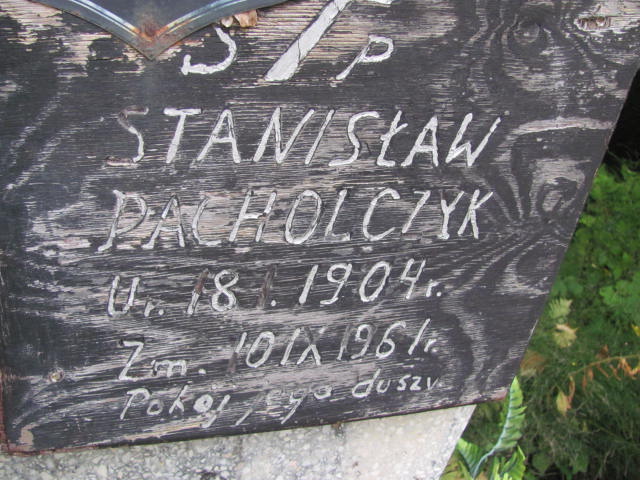 Ś P
STANISŁAW
PACHOLCZYK
Ur. 18 I. 1904 r.
Zm. 10 IX 1961 r.
Pokój jego duszy